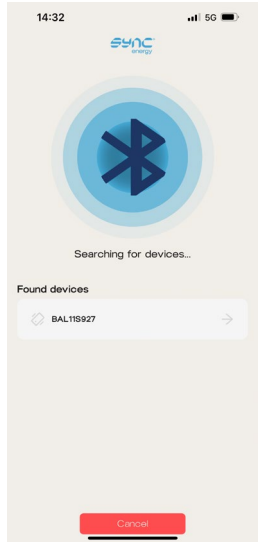 14:32
5G
sync
energy
Searching for devices...
Found devices
BAL11S927
Cancel